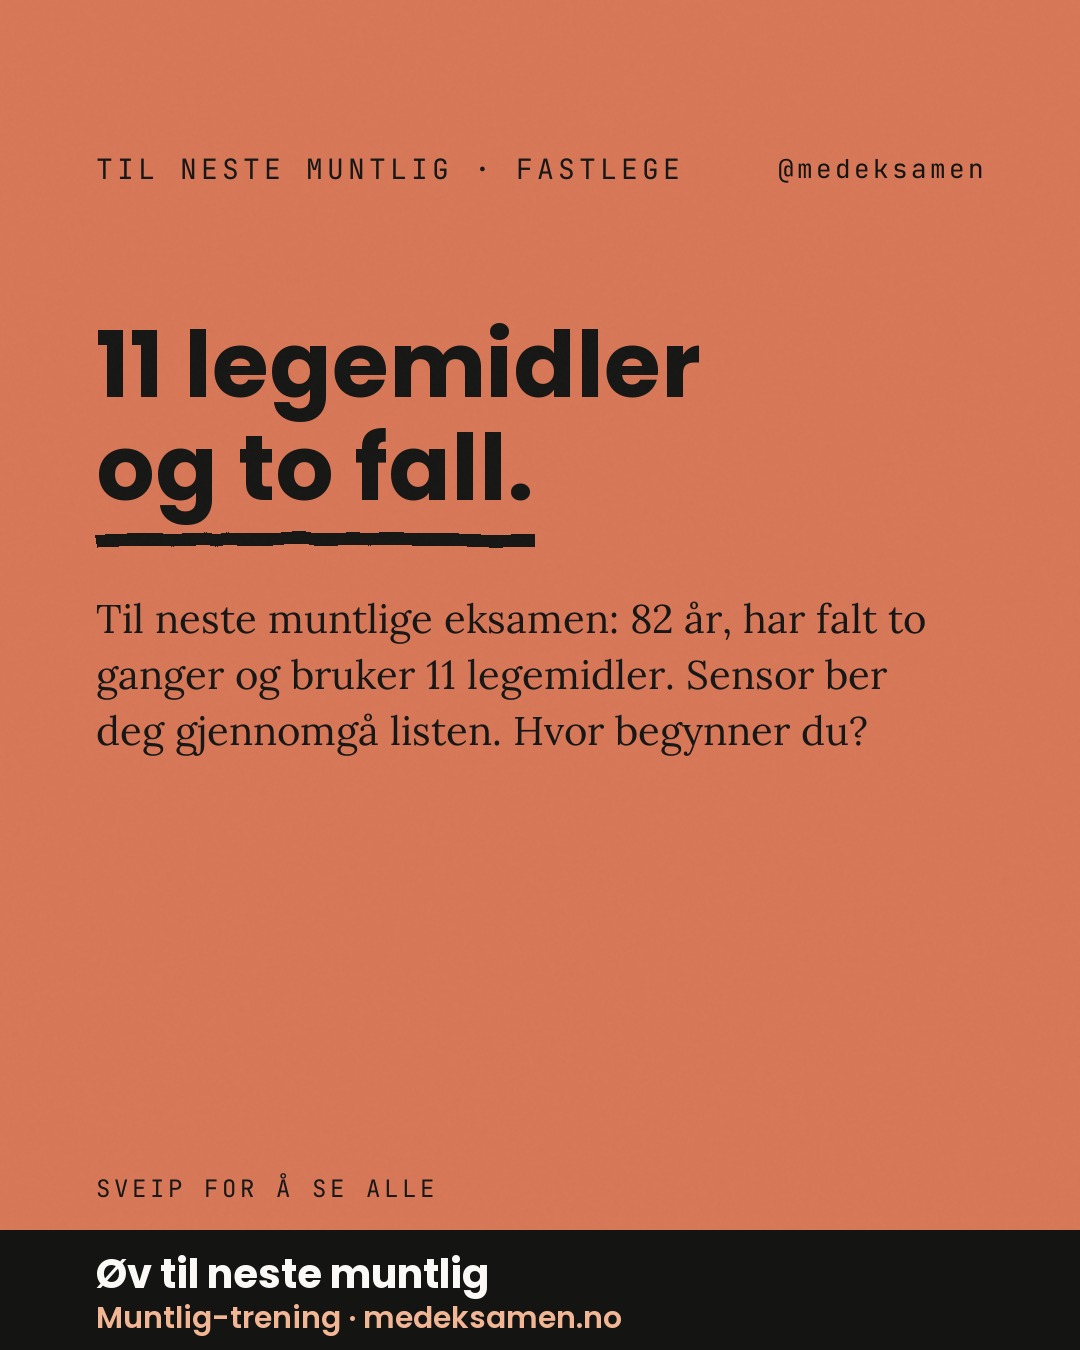 TIL NESTE MUNTLIG · FASTLEGE
@medeksamen
11 legemidler
og to fall.
Til neste muntlige eksamen: 82 år, har falt to
ganger og bruker 11 legemidler. Sensor ber
deg gjennomgå listen. Hvor begynner du?
SVEIP FOR Å SE ALLE
Øv til neste muntlig
Muntlig-trening · medeksamen.no